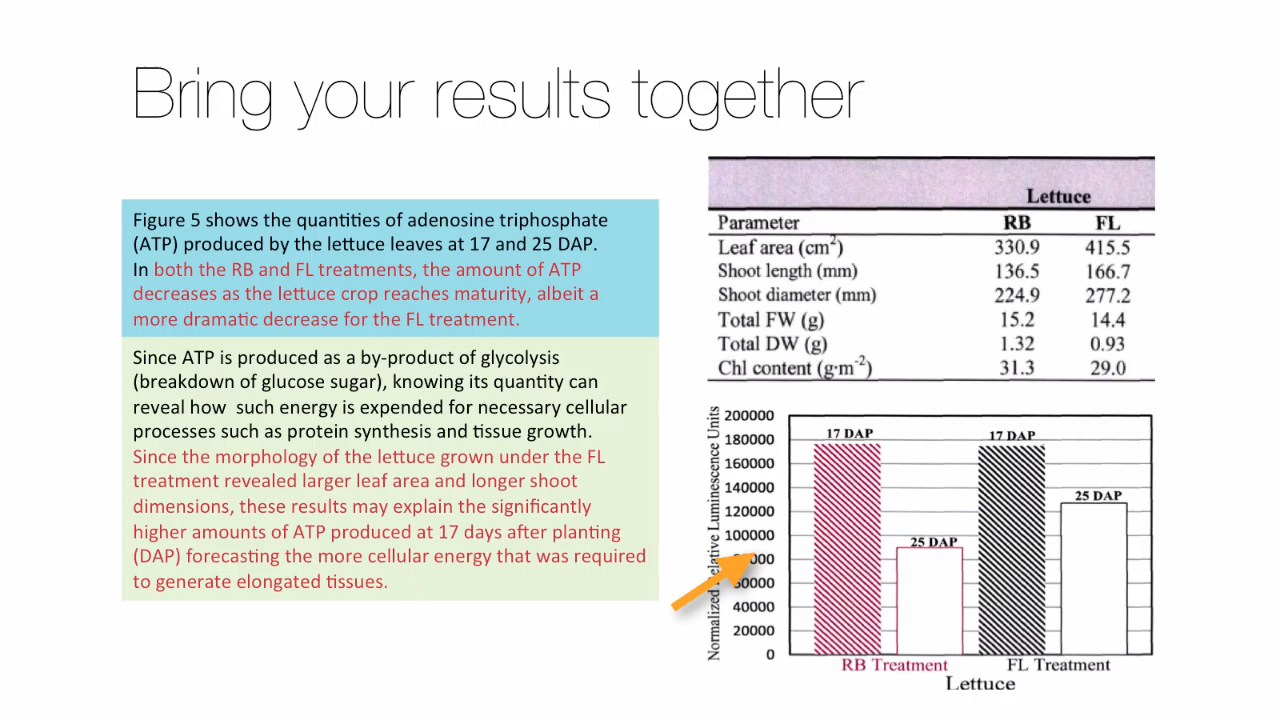 Bring your results together
Figure 5 shows the quantities of adenosine triphosphate
(ATP) produced by the lettuce leaves at 17 and 25 DAP.
In both the RB and FL treatments, the amount of ATP
decreases as the lettuce crop reaches maturity, albeit a
more dramatic decrease for the FL treatment.
Since ATP is produced as a by-product of glycolysis
(breakdown of glucose sugar), knowing its quantity can
reveal how such energy is expended for necessary cellular
processes such as protein synthesis and tissue growth.
Since the morphology of the lettuce grown under the FL
treatment revealed larger leaf area and longer shoot
dimensions, these results may explain the significantly
higher amounts of ATP produced at 17 days after planting
(DAP) forecasting the more cellular energy that was required
to generate elongated tissues.
Lettuce
Parameter RB FL
Leaf area (cm²) 330.9 415.5
Shoot length (mm) 136.5 166.7
Shoot diameter (mm) 224.9 277.2
Total FW (g) 15.2 14.4
Total DW (g) 1.32 0.93
Chl content (g·m⁻²) 31.3 29.0
Normalized Relative Luminescence Units
200000
180000
160000
140000
120000
100000
60000
40000
20000
0
17 DAP
25 DAP
17 DAP
25 DAP
RB Treatment
FL Treatment
Lettuce